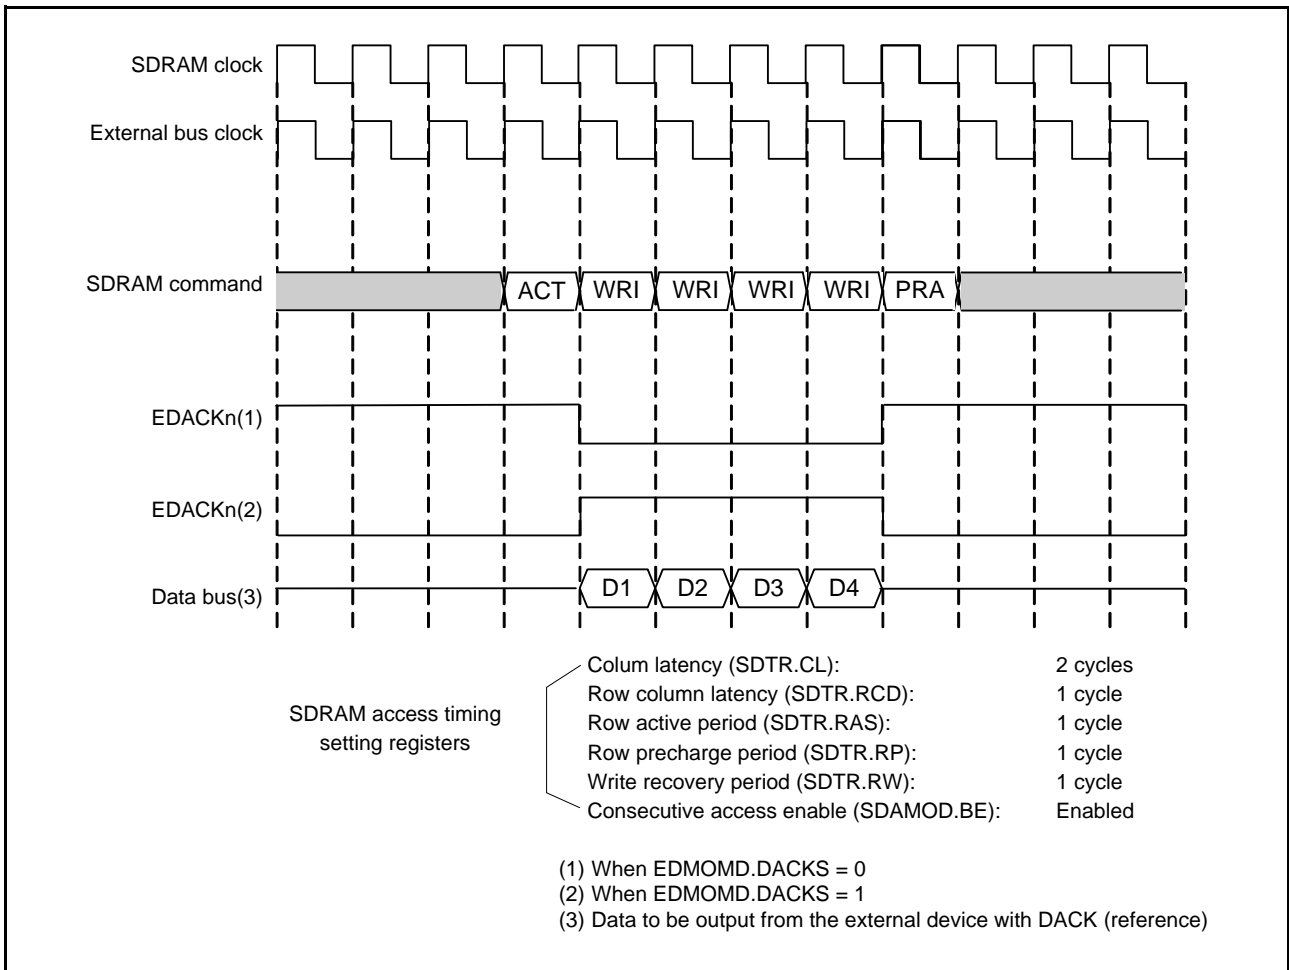 SDRAM clock
External bus clock
SDRAM command
ACT WRI WRI WRI WRI PRA
EDACKn(1)
EDACKn(2)
Data bus(3)
D1 D2 D3 D4
SDRAM access timing
setting registers
Colum latency (SDTR.CL): 2 cycles
Row column latency (SDTR.RCD): 1 cycle
Row active period (SDTR.RAS): 1 cycle
Row precharge period (SDTR.RP): 1 cycle
Write recovery period (SDTR.RW): 1 cycle
Consecutive access enable (SDAMOD.BE): Enabled
(1) When EDMOMD.DACKS = 0
(2) When EDMOMD.DACKS = 1
(3) Data to be output from the external device with DACK (reference)